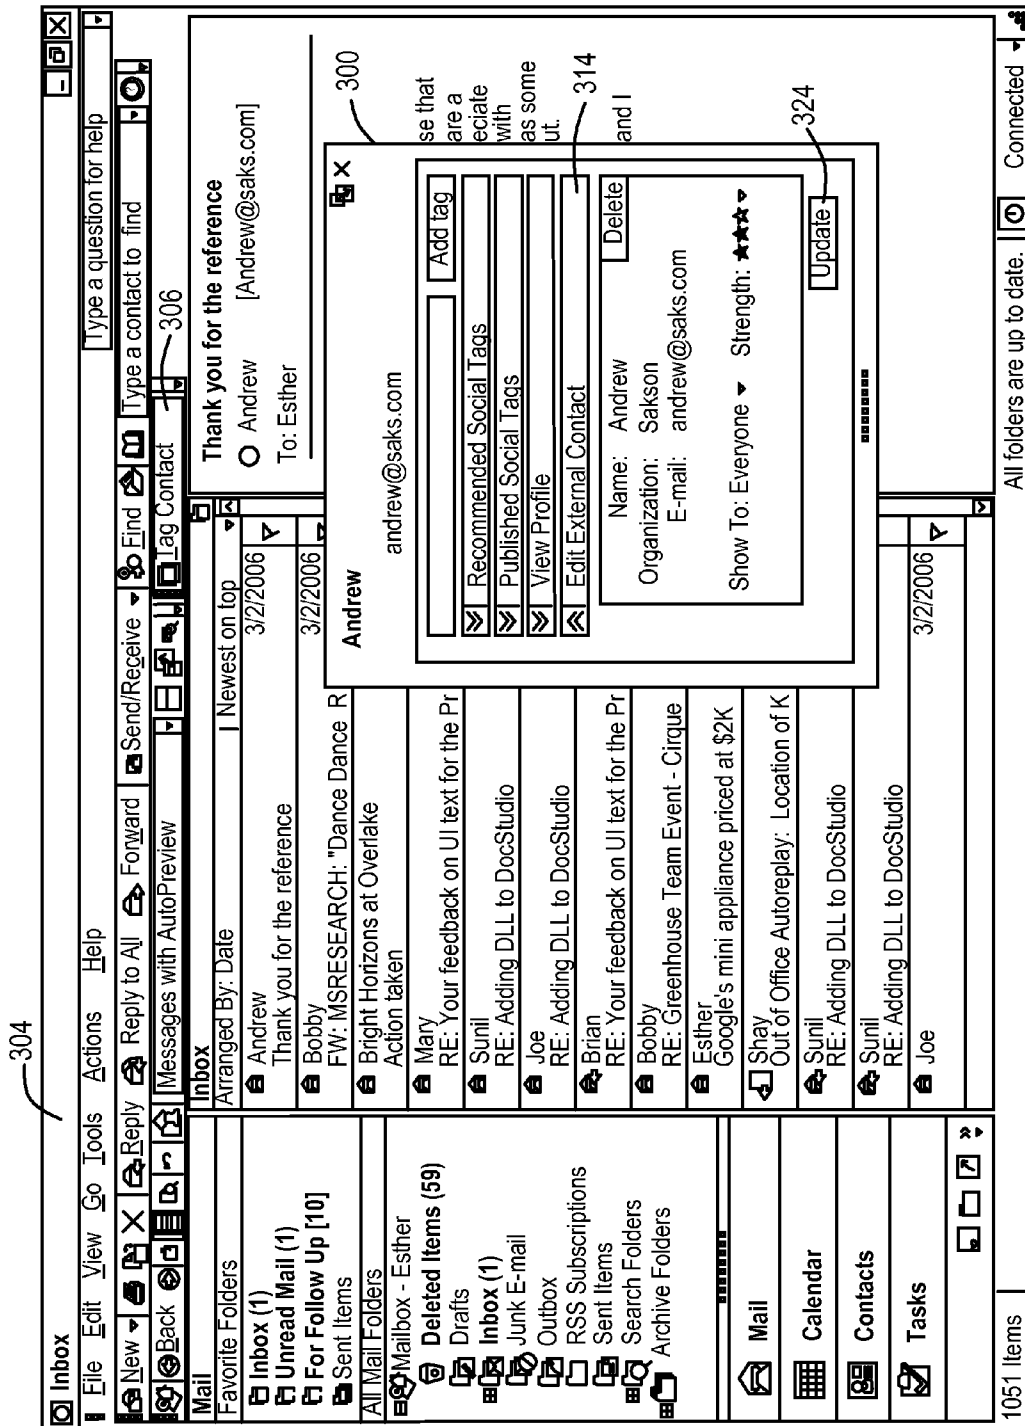 304
Inbox
File Edit View Go Tools Actions Help
Type a question for help
New Reply Reply to All Forward Send/Receive Find Type a contact to find
Back Messages with AutoPreview Tag Contact
306
Mail
Favorite Folders
Inbox (1)
Unread Mail (1)
For Follow Up [10]
Sent Items
All Mail Folders
Mailbox - Esther
Deleted Items (59)
Drafts
Inbox (1)
Junk E-mail
Outbox
RSS Subscriptions
Sent Items
Search Folders
Archive Folders
Mail
Calendar
Contacts
Tasks
Inbox
Arranged By: Date Newest on top
Andrew 3/2/2006
Thank you for the reference
Bobby 3/2/2006
FW: MSRESEARCH: "Dance Dance R
Bright Horizons at Overlake
Action taken
Mary
RE: Your feedback on UI text for the Pr
Sunil
RE: Adding DLL to DocStudio
Joe
RE: Adding DLL to DocStudio
Brian
RE: Your feedback on UI text for the Pr
Bobby
RE: Greenhouse Team Event - Cirque
Esther
Google's mini appliance priced at $2K
Shay
Out of Office Autoreplay: Location of K
Sunil
RE: Adding DLL to DocStudio
Sunil
RE: Adding DLL to DocStudio
Joe 3/2/2006
Thank you for the reference
Andrew [Andrew@saks.com]
To: Esther
se that
are a
eciate
with
as some
ut.
and I
300
Andrew
andrew@saks.com
Add tag
Recommended Social Tags
Published Social Tags
View Profile
Edit External Contact
314
Delete
Name: Andrew
Organization: Sakson
E-mail: andrew@saks.com
Show To: Everyone Strength:
Update
324
1051 Items
All folders are up to date. Connected